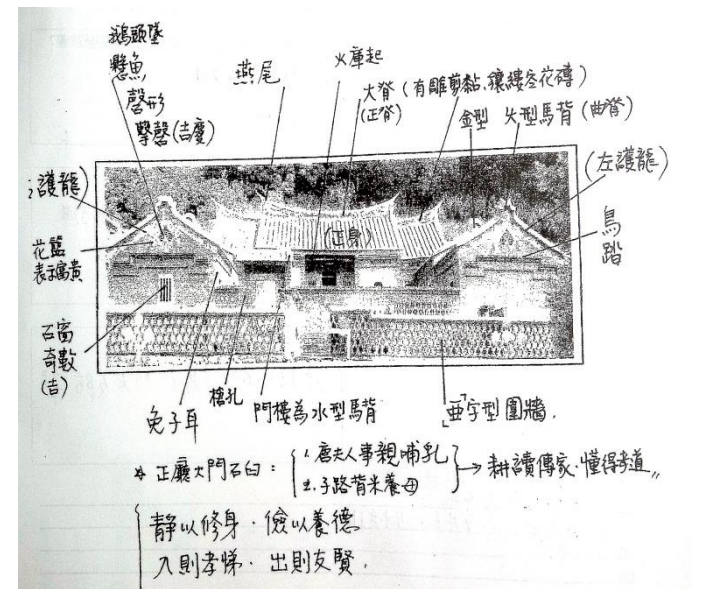 鵝頭墜
懸魚
磬形
擊磬(吉慶)
燕尾
火庫起
大脊(有雕剪黏、鑲縷空花磚)
(正脊)
金型
火型馬背(曲脊)
護龍)
(左護龍)
(正身)
鳥踏
花籃
表示富貴
石窗
奇數
(吉)
兔子耳
槍孔
門樓為水型馬背
「亞」字型圍牆.
* 正廳大門石臼:
1. 唐夫人事親哺乳
2. 子路背米養母
→ 耕讀傳家·懂得孝道"
靜以修身·儉以養德
入則孝悌·出則友賢.